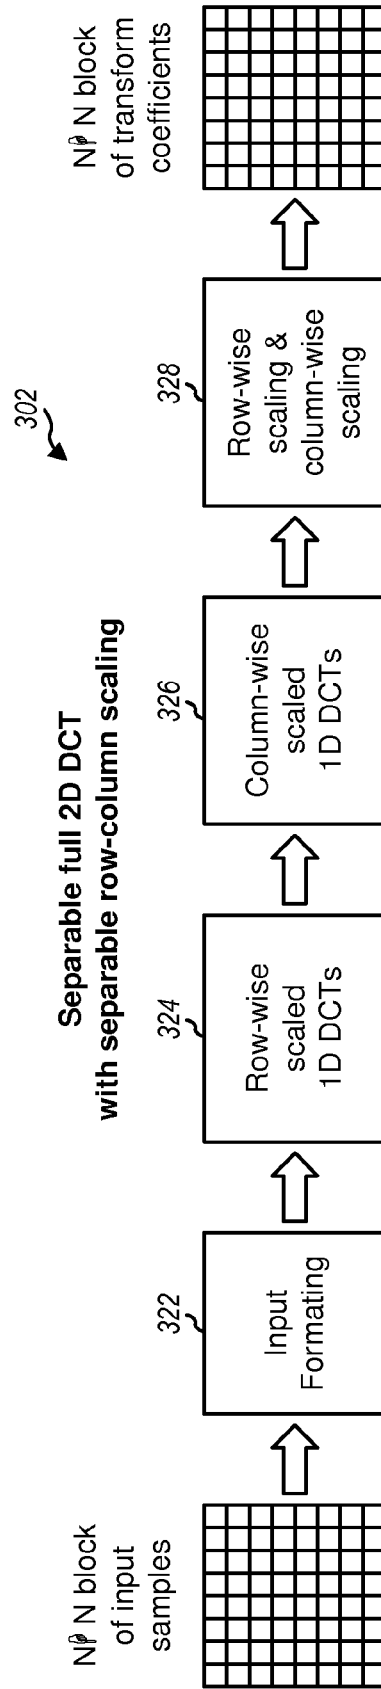 302
Separable full 2D DCT
with separable row-column scaling
N N block
of input
samples
322
Input
Formating
324
Row-wise
scaled
1D DCTs
326
Column-wise
scaled
1D DCTs
328
Row-wise
scaling &
column-wise
scaling
N N block
of transform
coefficients